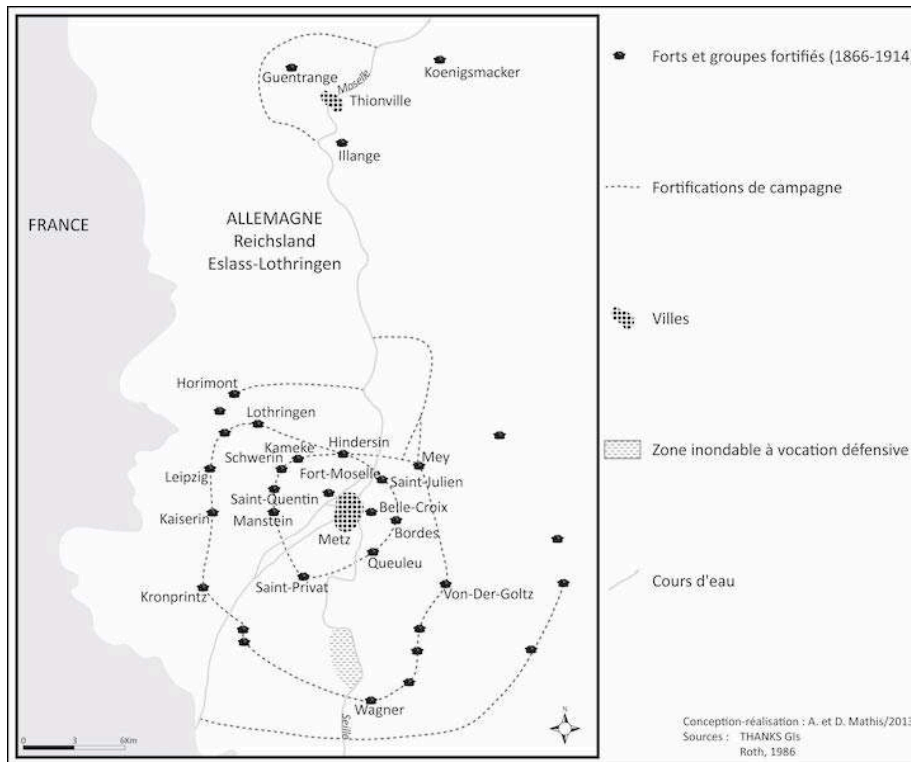 Guentrange
Koenigsmacker
Moselle
Thionville
Illange
FRANCE
ALLEMAGNE
Reichsland
Eslass-Lothringen
Horimont
Lothringen
Hindersin
Kameke
Mey
Schwerin
Fort-Moselle
Leipzig
Saint-Julien
Saint-Quentin
Belle-Croix
Kaiserin
Manstein
Bordes
Metz
Queuleu
Saint-Privat
Kronprintz
Von-Der-Goltz
Wagner
Seille
N
0 3 6Km
Forts et groupes fortifiés (1866-1914)
Fortifications de campagne
Villes
Zone inondable à vocation défensive
Cours d'eau
Conception-réalisation : A. et D. Mathis/2013
Sources : THANKS GIs
Roth, 1986